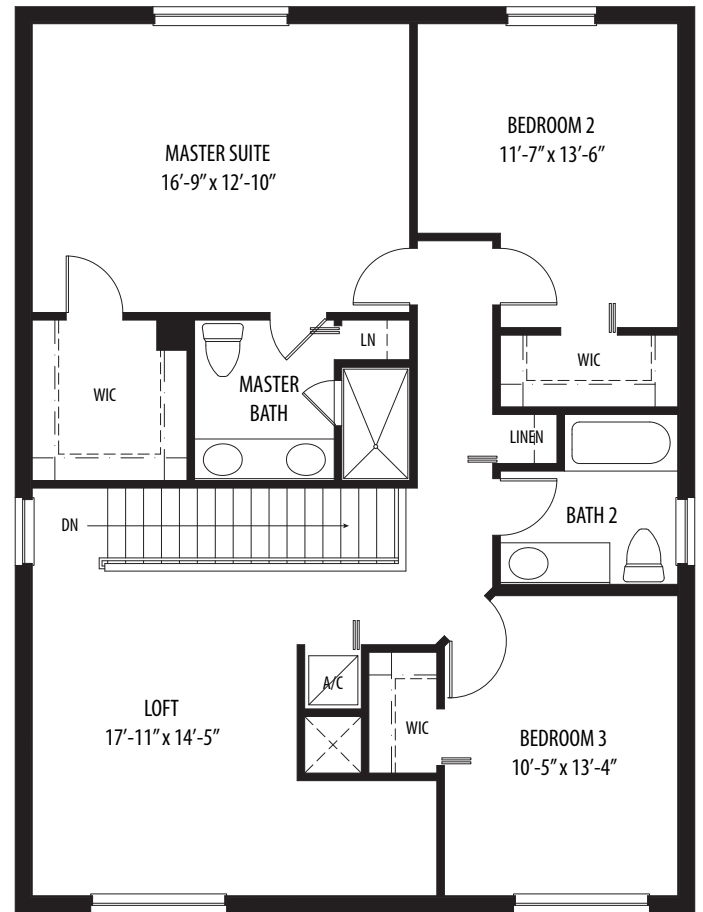 MASTER SUITE
16’-9” x 12’-10”
BEDROOM 2
11’-7” x 13’-6”
LN
WIC
WIC
MASTER
BATH
LINEN
BATH 2
DN
A/C
LOFT
17’-11” x 14’-5”
WIC
BEDROOM 3
10’-5” x 13’-4”